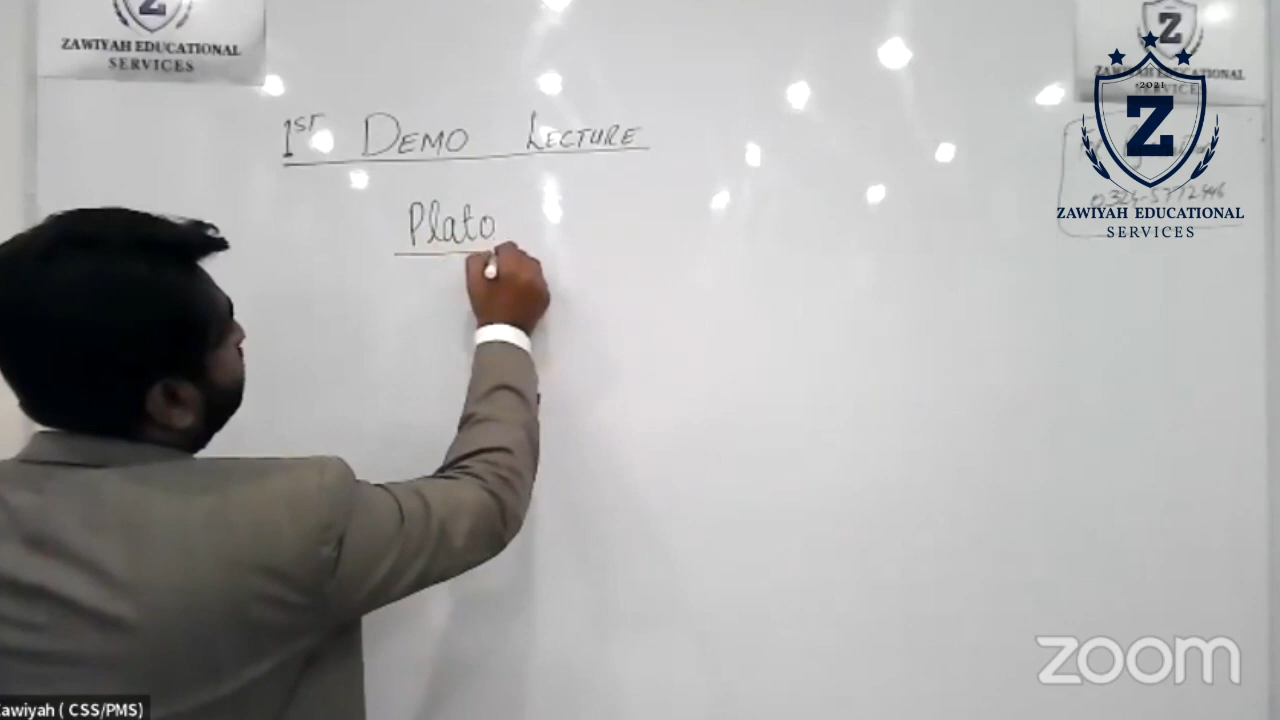 ZAWIYAH EDUCATIONAL
SERVICES
Z
1ST DEMO LECTURE
Plato
2021
Z
ZAWIYAH EDUCATIONAL
SERVICES
zoom
Zawiyah ( CSS/PMS)